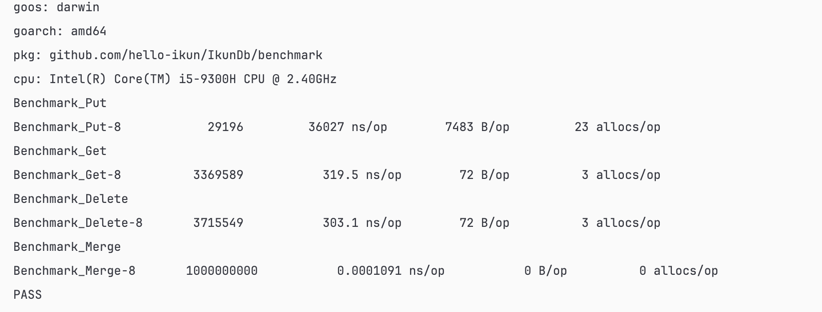 goos: darwin
goarch: amd64
pkg: github.com/hello-ikun/IkunDb/benchmark
cpu: Intel(R) Core(TM) i5-9300H CPU @ 2.40GHz
Benchmark_Put
Benchmark_Put-8 29196 36027 ns/op 7483 B/op 23 allocs/op
Benchmark_Get
Benchmark_Get-8 3369589 319.5 ns/op 72 B/op 3 allocs/op
Benchmark_Delete
Benchmark_Delete-8 3715549 303.1 ns/op 72 B/op 3 allocs/op
Benchmark_Merge
Benchmark_Merge-8 1000000000 0.0001091 ns/op 0 B/op 0 allocs/op
PASS